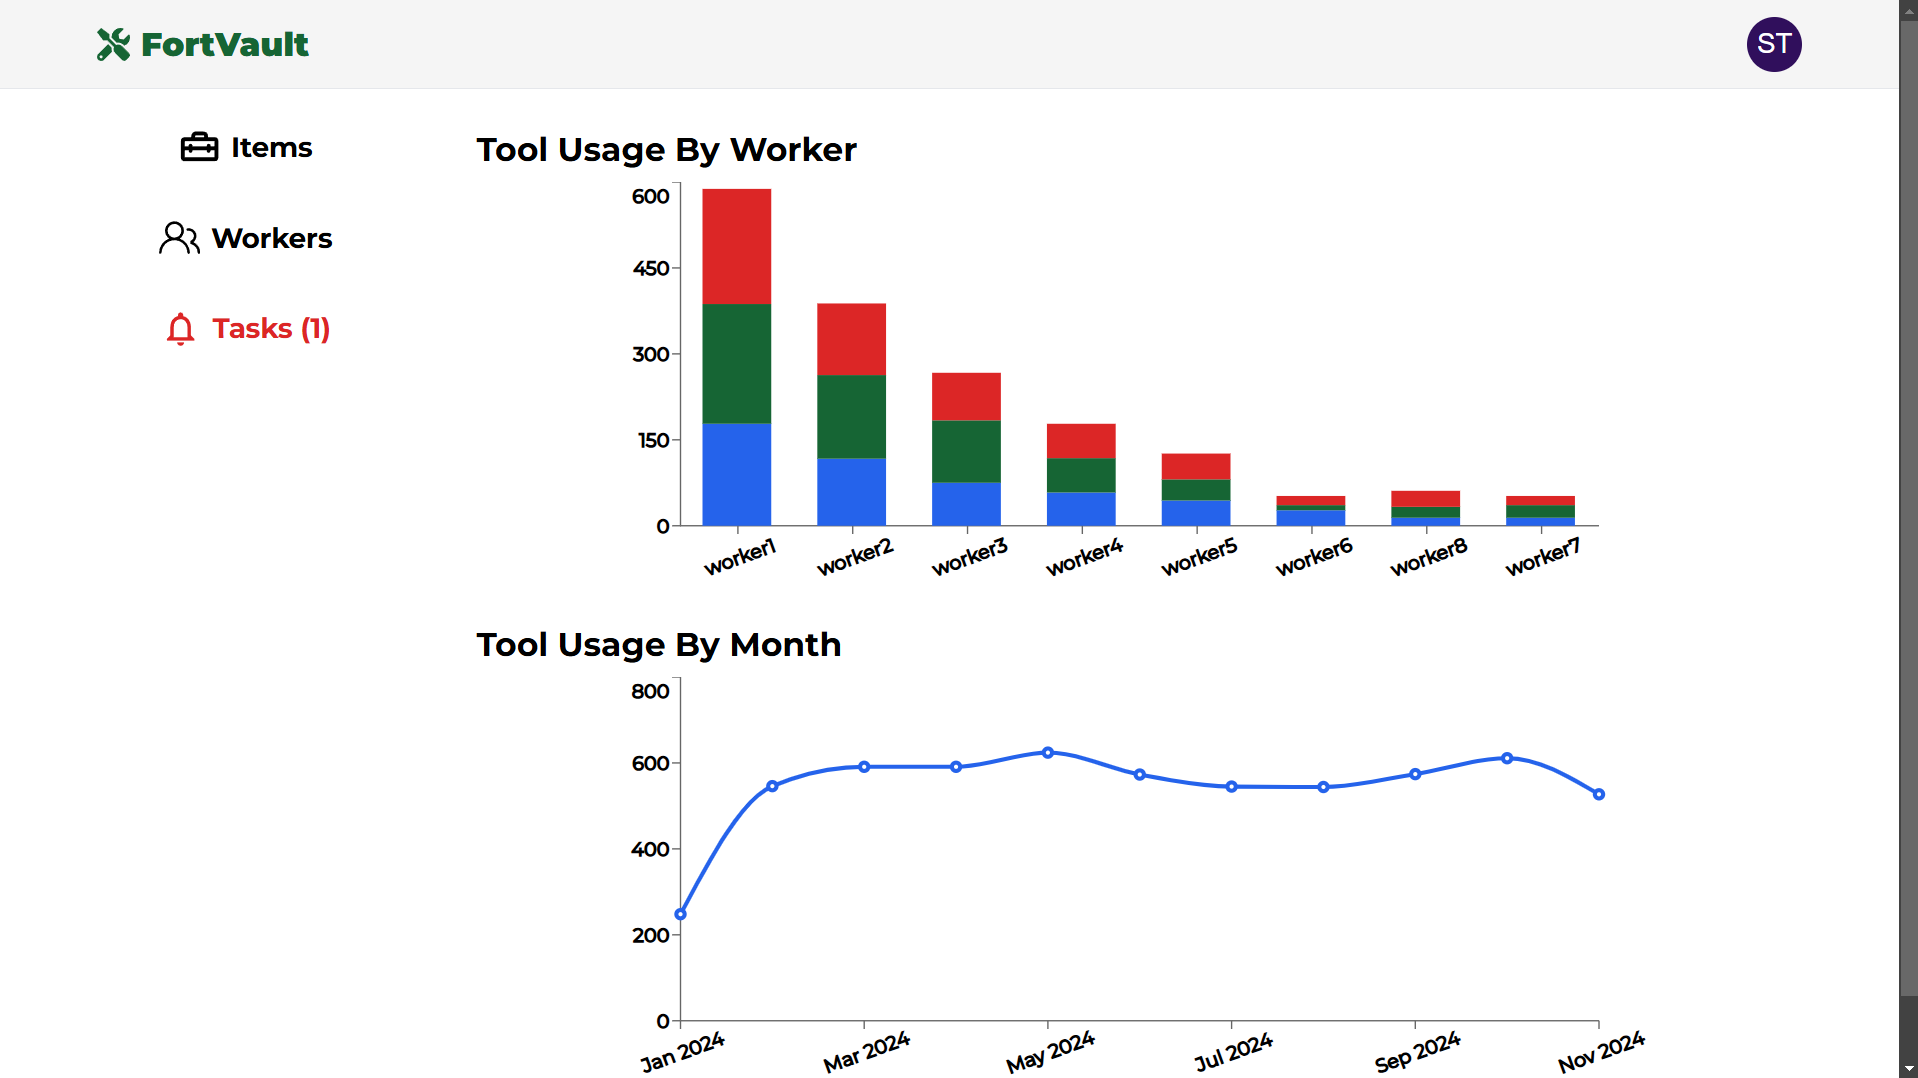 FortVault
ST
Items
Workers
Tasks (1)
Tool Usage By Worker
600
450
300
150
0
worker1 worker2 worker3 worker4 worker5 worker6 worker8 worker7
Tool Usage By Month
800
600
400
200
0
Jan 2024 Mar 2024 May 2024 Jul 2024 Sep 2024 Nov 2024